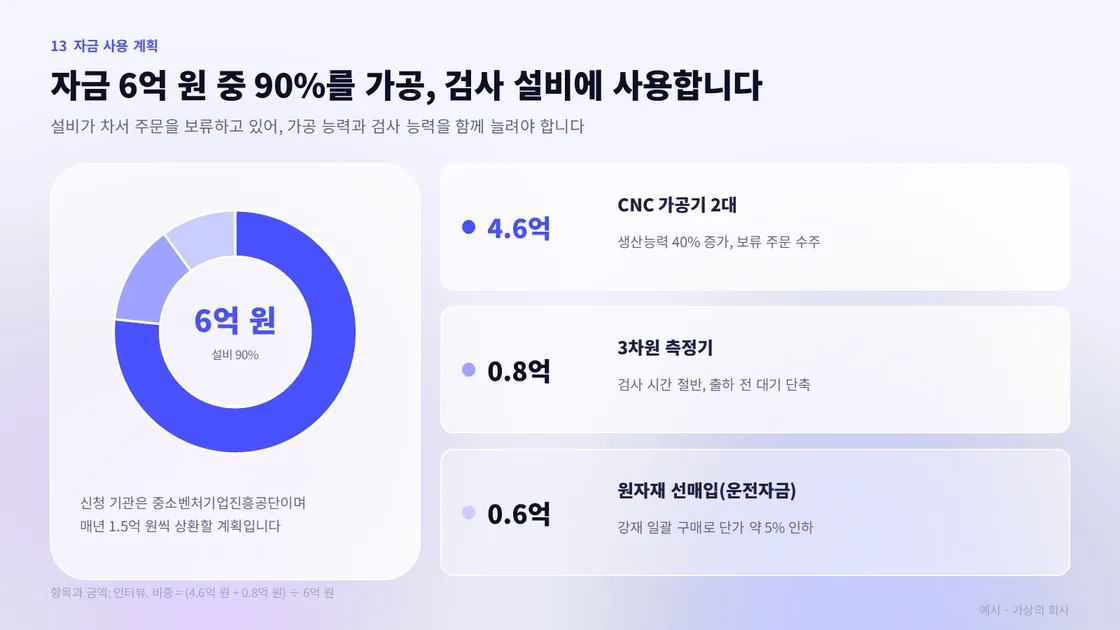 13 자금 사용 계획
자금 6억 원 중 90%를 가공, 검사 설비에 사용합니다
설비가 차서 주문을 보류하고 있어, 가공 능력과 검사 능력을 함께 늘려야 합니다
6억 원
설비 90%
신청 기관은 중소벤처기업진흥공단이며
매년 1.5억 원씩 상환할 계획입니다
4.6억
CNC 가공기 2대
생산능력 40% 증가, 보류 주문 수주
0.8억
3차원 측정기
검사 시간 절반, 출하 전 대기 단축
0.6억
원자재 선매입(운전자금)
강재 일괄 구매로 단가 약 5% 인하
항목과 금액: 인터뷰. 비중 = (4.6억 원 + 0.8억 원) ÷ 6억 원
예시 · 가상의 회사